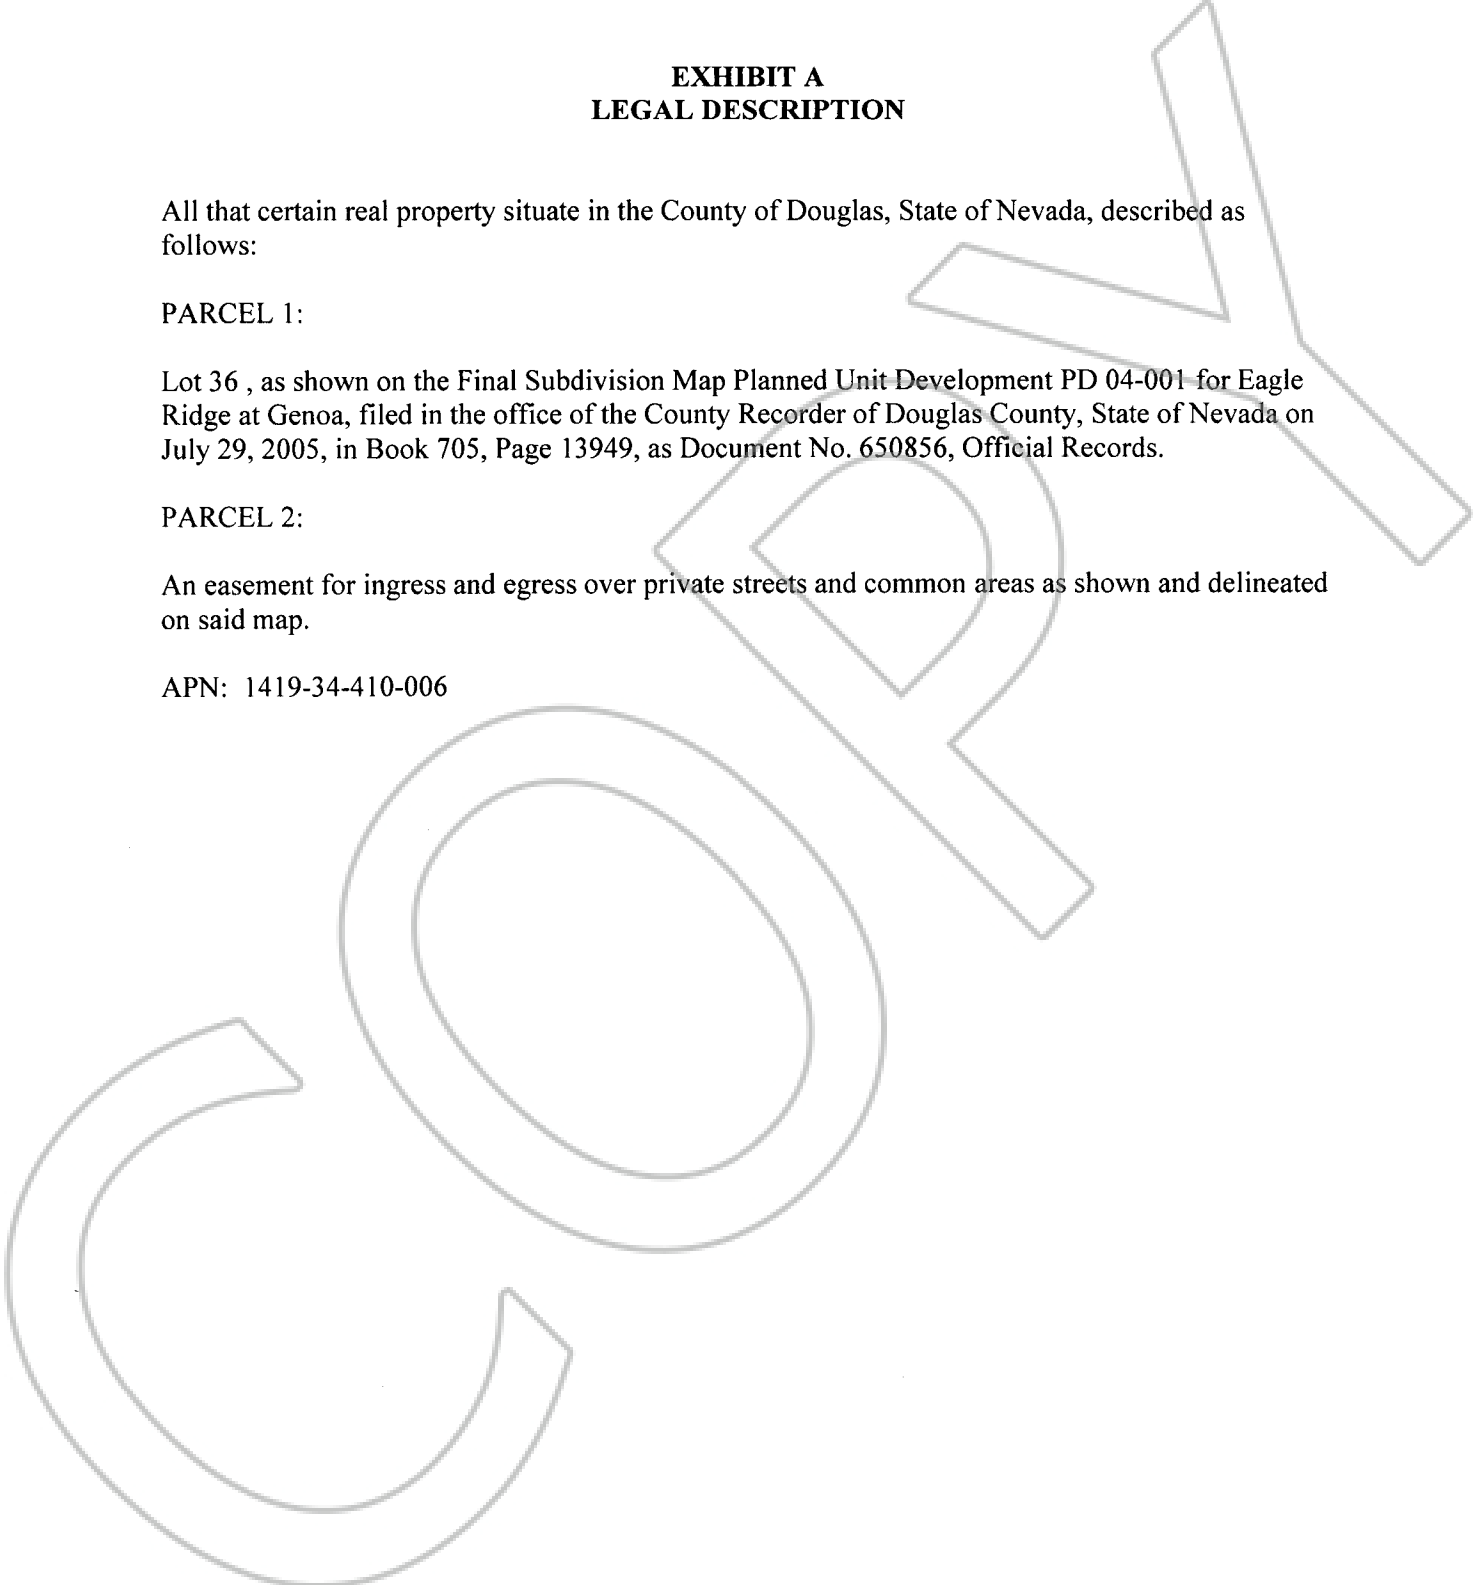 EXHIBIT A
LEGAL DESCRIPTION
All that certain real property situate in the County of Douglas, State of Nevada, described as
follows:
PARCEL 1:
Lot 36 , as shown on the Final Subdivision Map Planned Unit Development PD 04-001 for Eagle
Ridge at Genoa, filed in the office of the County Recorder of Douglas County, State of Nevada on
July 29, 2005, in Book 705, Page 13949, as Document No. 650856, Official Records.
PARCEL 2:
An easement for ingress and egress over private streets and common areas as shown and delineated
on said map.
APN: 1419-34-410-006
COPY